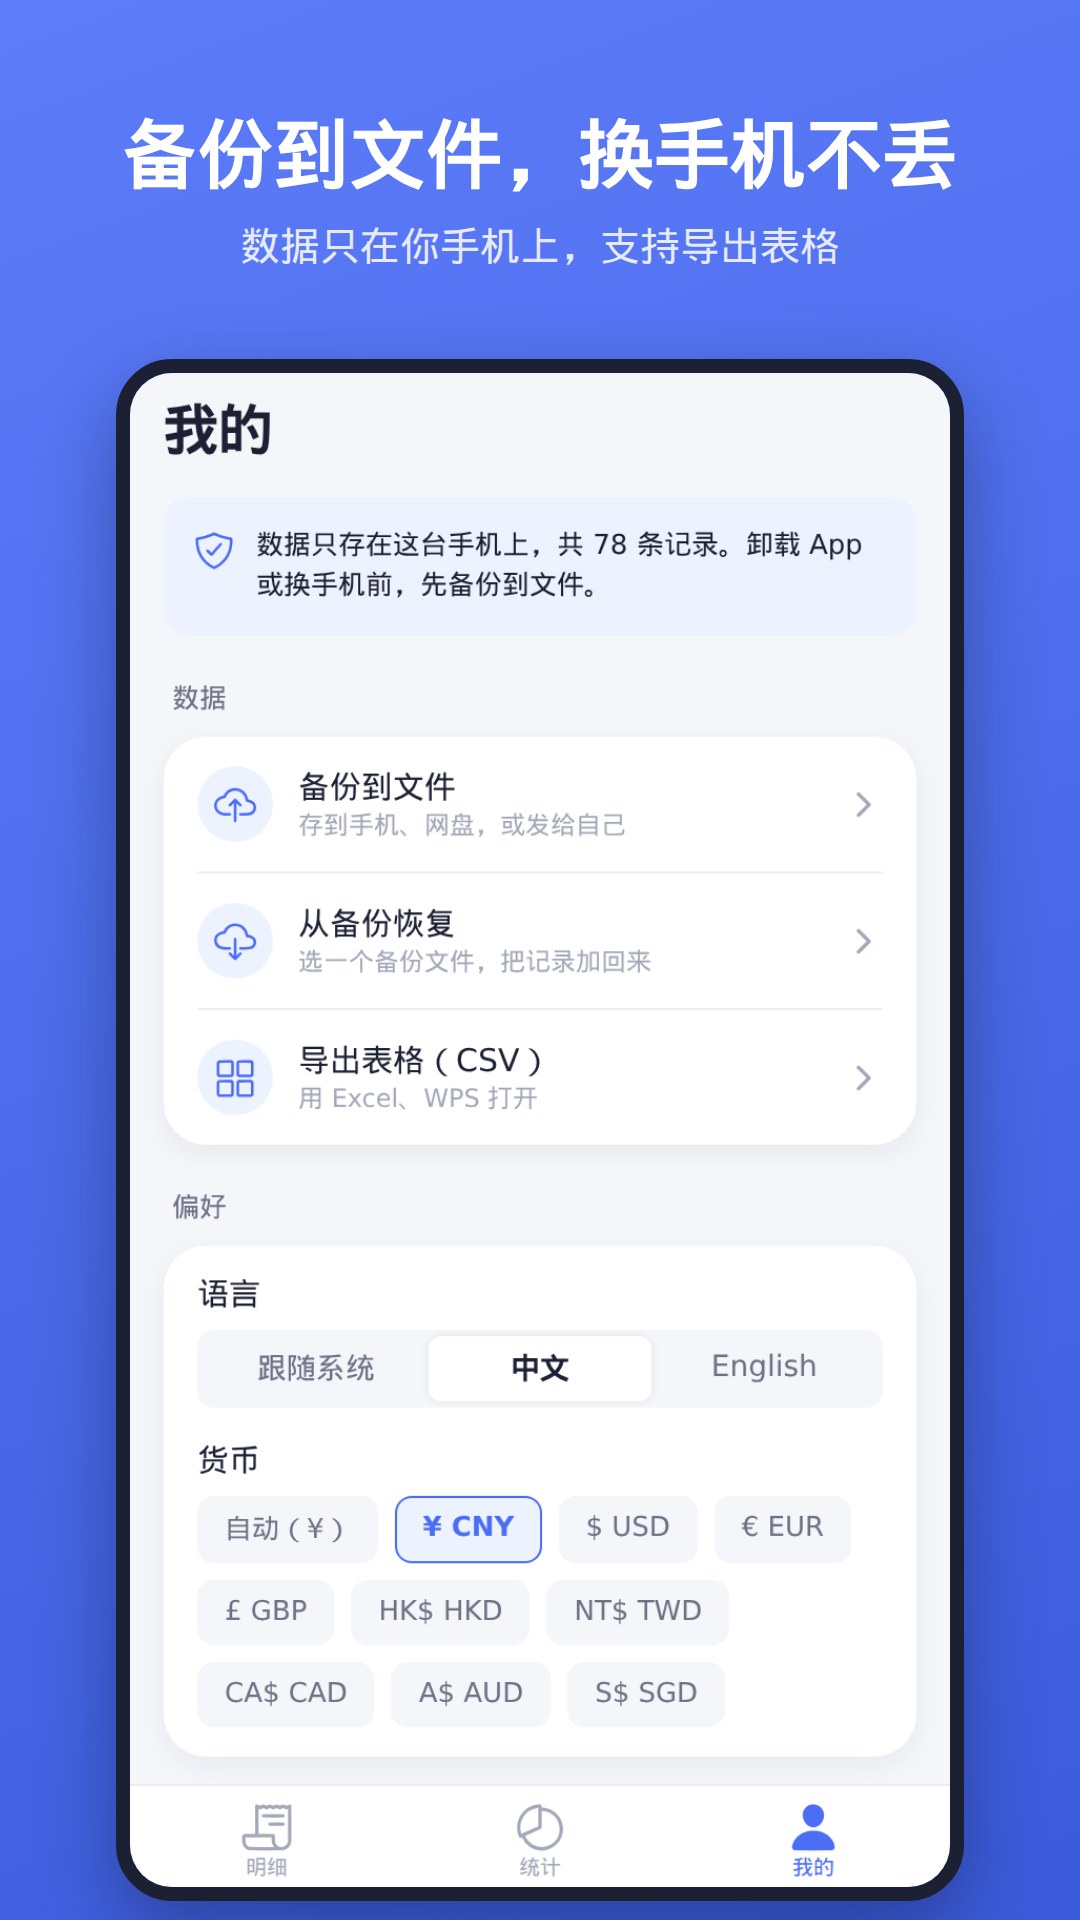 备份到文件，换手机不丢
数据只在你手机上，支持导出表格
我的
数据只存在这台手机上，共 78 条记录。卸载 App
或换手机前，先备份到文件。
数据
备份到文件
存到手机、网盘，或发给自己
从备份恢复
选一个备份文件，把记录加回来
导出表格（CSV）
用 Excel、WPS 打开
偏好
语言
跟随系统 中文 English
货币
自动（¥） ¥ CNY $ USD € EUR
£ GBP HK$ HKD NT$ TWD
CA$ CAD A$ AUD S$ SGD
明细 统计 我的